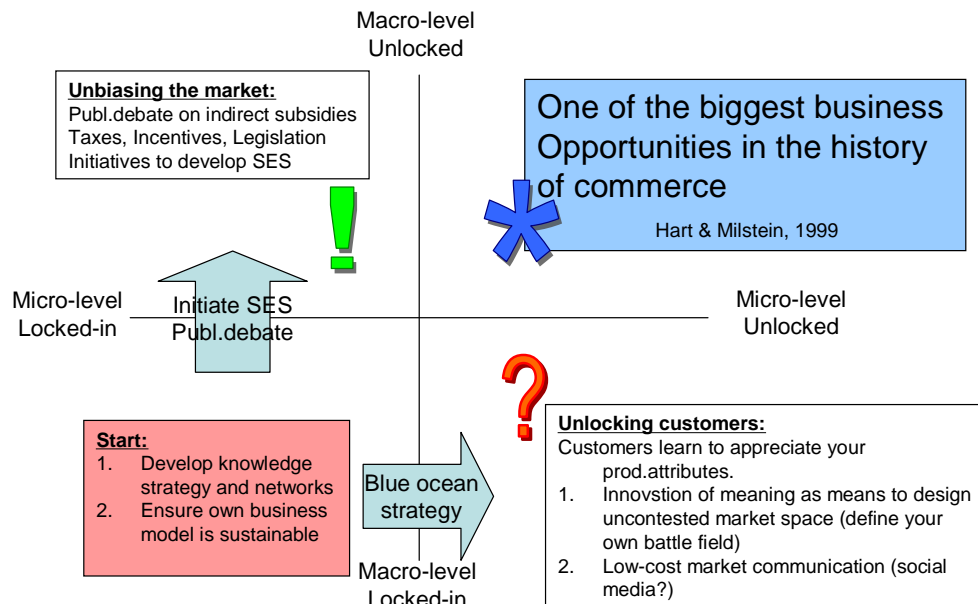 Macro-level
Unlocked
Unbiasing the market:
Publ.debate on indirect subsidies
Taxes, Incentives, Legislation
Initiatives to develop SES
!
One of the biggest business
Opportunities in the history
of commerce
Hart & Milstein, 1999
*
Micro-level
Locked-in
Initiate SES
Publ.debate
Micro-level
Unlocked
?
Start:
1. Develop knowledge
strategy and networks
2. Ensure own business
model is sustainable
Blue ocean
strategy
Unlocking customers:
Customers learn to appreciate your
prod.attributes.
1. Innovstion of meaning as means to design
uncontested market space (define your
own battle field)
2. Low-cost market communication (social
media?)
Macro-level
Locked-in